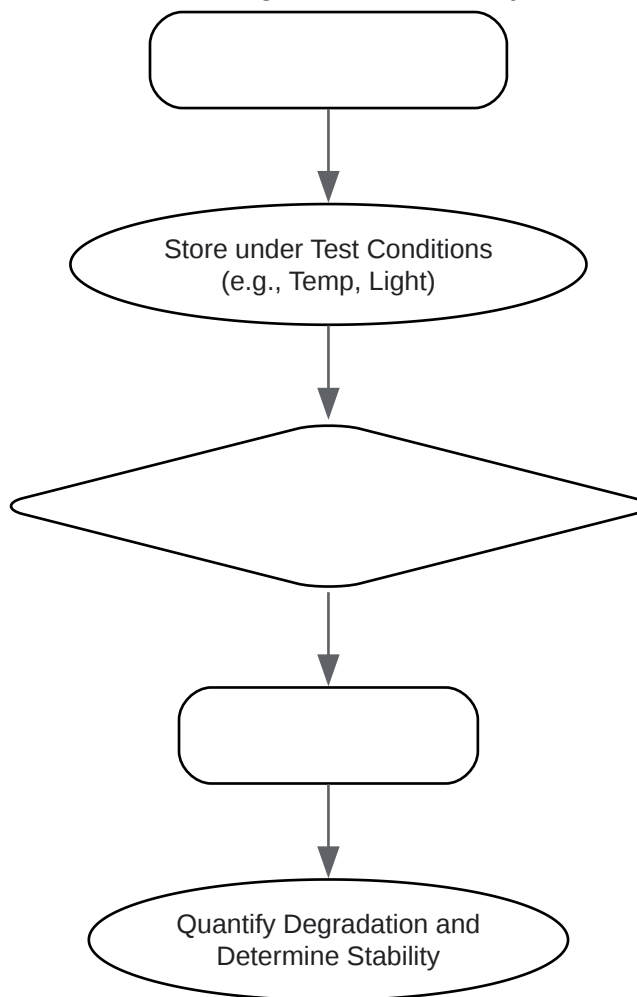 Store under Test Conditions
(e.g., Temp, Light)
Quantify Degradation and
Determine Stability